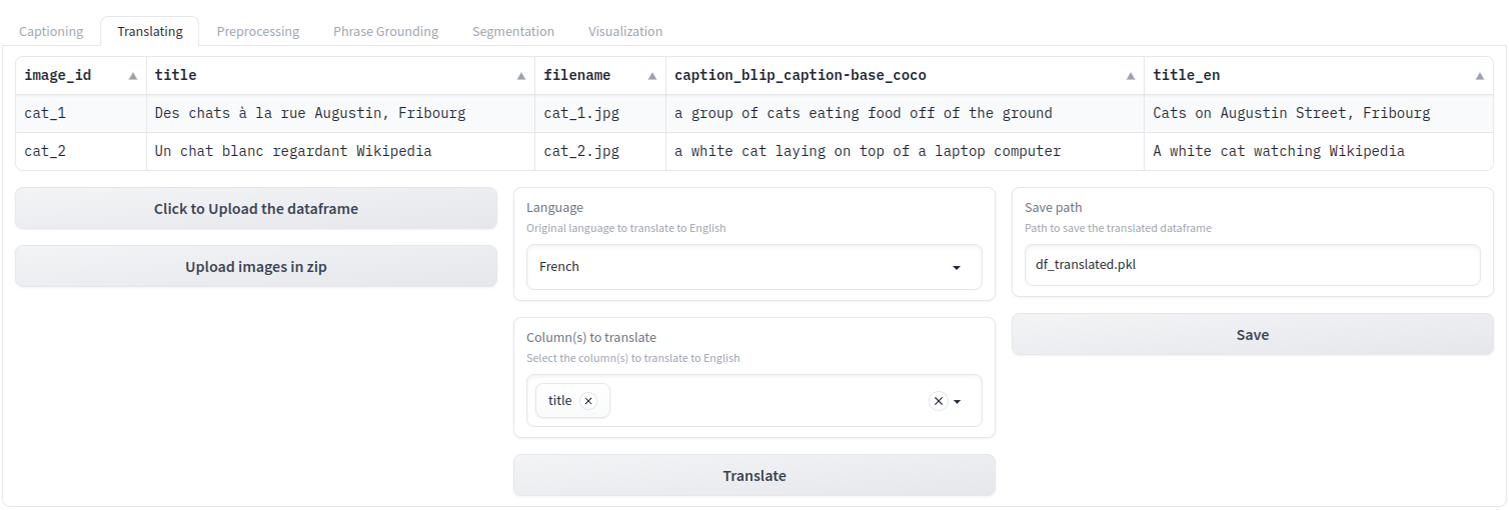 Captioning Translating Preprocessing Phrase Grounding Segmentation Visualization
image_id title filename caption_blip_caption-base_coco title_en
cat_1 Des chats à la rue Augustin, Fribourg cat_1.jpg a group of cats eating food off of the ground Cats on Augustin Street, Fribourg
cat_2 Un chat blanc regardant Wikipedia cat_2.jpg a white cat laying on top of a laptop computer A white cat watching Wikipedia
Click to Upload the dataframe
Upload images in zip
Language
Original language to translate to English
French
Column(s) to translate
Select the column(s) to translate to English
title
Translate
Save path
Path to save the translated dataframe
df_translated.pkl
Save